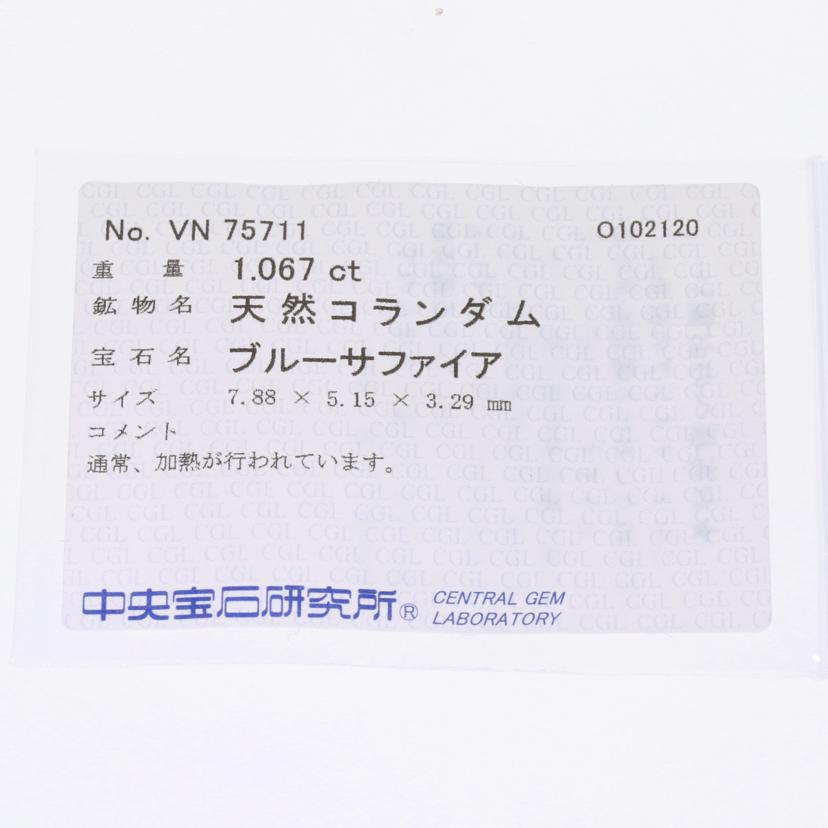 No. VN 75711 O102120
重 量 1.067 ct
鉱物名 天然コランダム
宝石名 ブルーサファイア
サイズ 7.88 × 5.15 × 3.29 ㎜
コメント
通常、加熱が行われています。
中央宝石研究所® CENTRAL GEM
LABORATORY